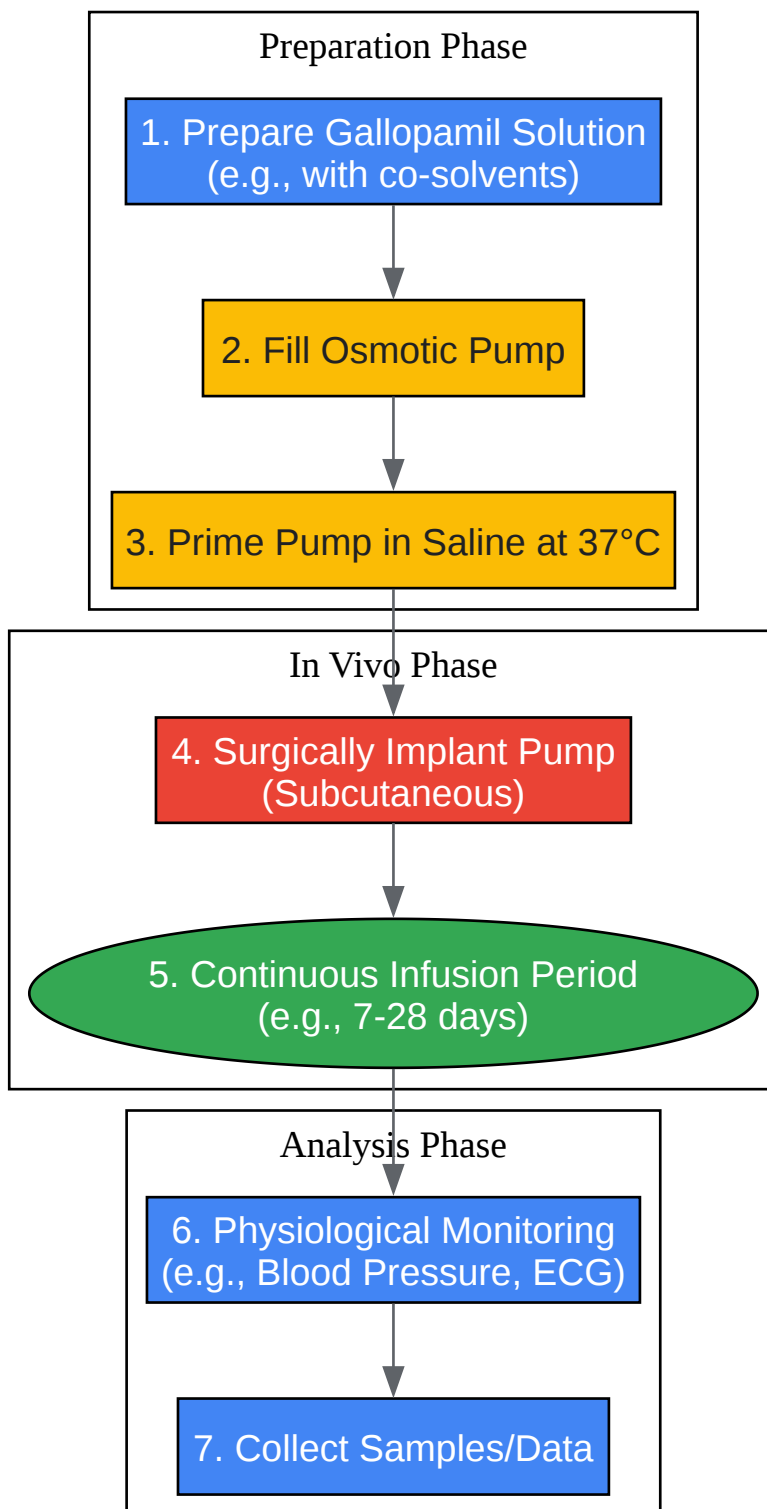 Preparation Phase
1. Prepare Gallopamil Solution
(e.g., with co-solvents)
2. Fill Osmotic Pump
3. Prime Pump in Saline at 37°C
In Vivo Phase
4. Surgically Implant Pump
(Subcutaneous)
5. Continuous Infusion Period
(e.g., 7-28 days)
Analysis Phase
6. Physiological Monitoring
(e.g., Blood Pressure, ECG)
7. Collect Samples/Data